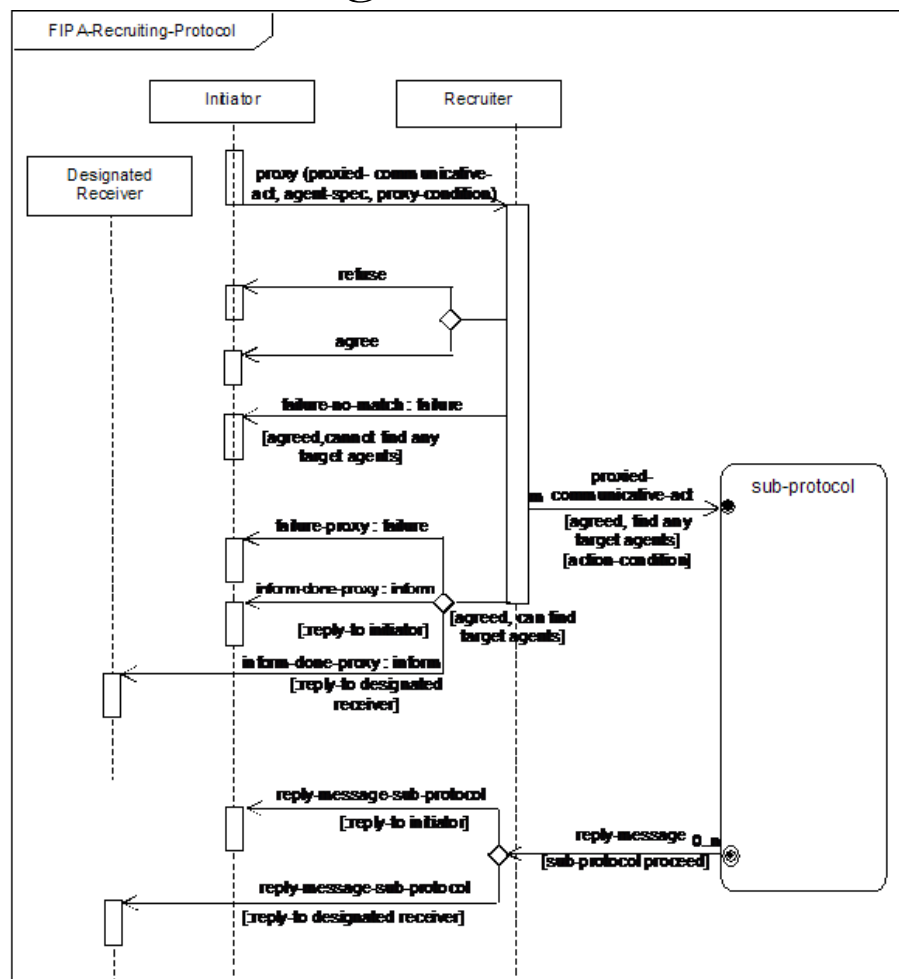 FIPA-Recruiting-Protocol
Initiator
Recruiter
Designated
Receiver
proxy (proxied- communicative-
act, agent-spec, proxy-condition)
refuse
agree
failure-no-match : failure
[agreed,cannot find any
target agents]
proxied-
m communicative-act
[agreed, find any
target agents]
[action-condition]
sub-protocol
failure-proxy : failure
inform-done-proxy : inform
[:reply-to initiator]
[agreed, can find
target agents]
inform-done-proxy : inform
[:reply-to designated
receiver]
reply-message-sub-protocol
[:reply-to initiator]
reply-message 0_n
[sub-protocol proceed]
reply-message-sub-protocol
[:reply-to designated receiver]